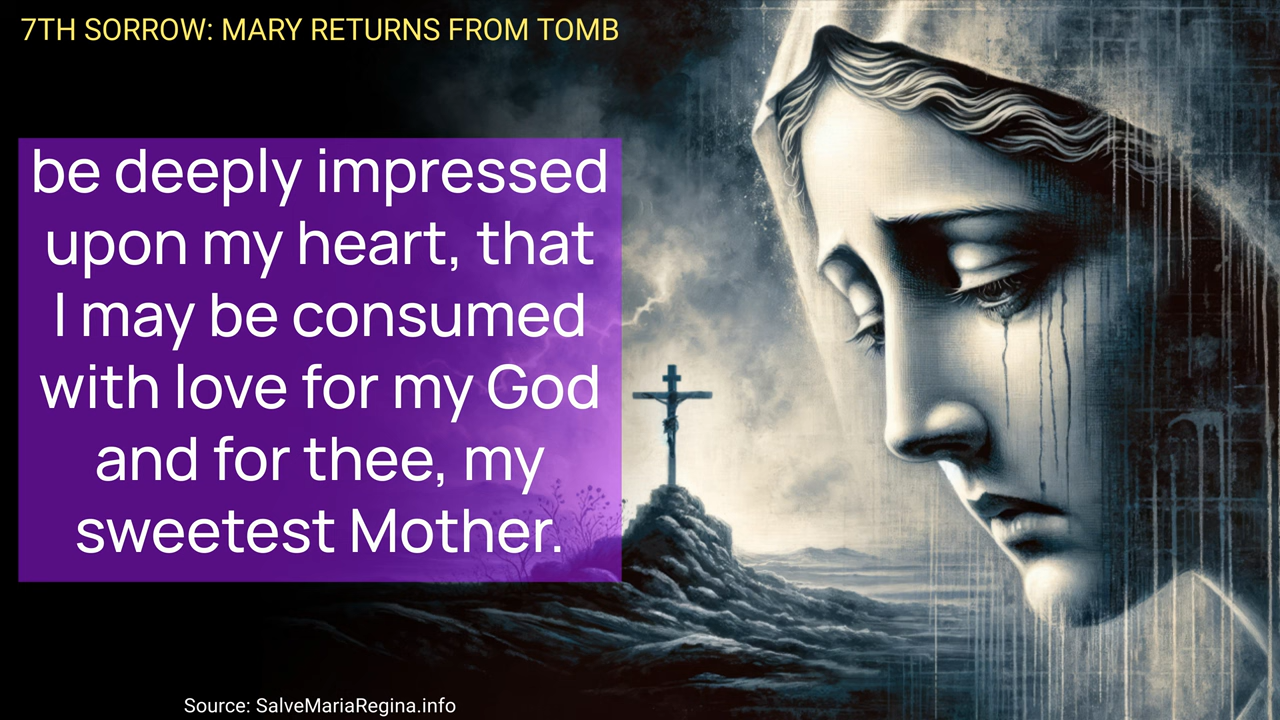 7TH SORROW: MARY RETURNS FROM TOMB
be deeply impressed
upon my heart, that
I may be consumed
with love for my God
and for thee, my
sweetest Mother.
Source: SalveMariaRegina.info